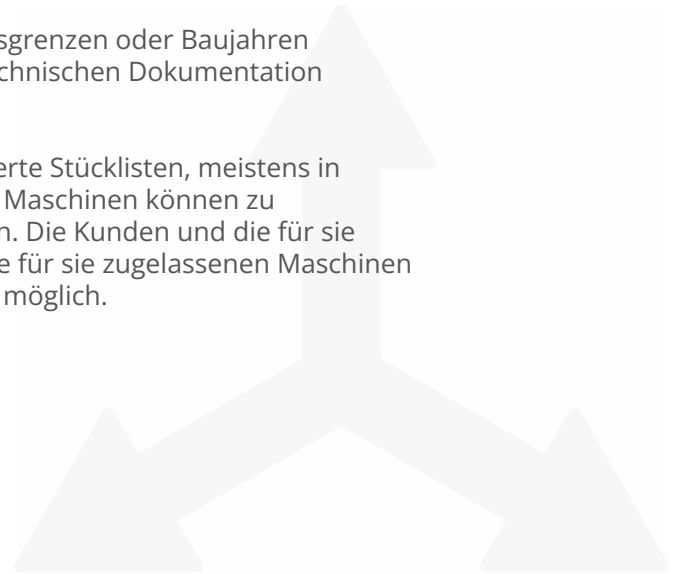 sgrenzen oder Baujahren
chnischen Dokumentation
erte Stücklisten, meistens in
Maschinen können zu
n. Die Kunden und die für sie
e für sie zugelassenen Maschinen
möglich.